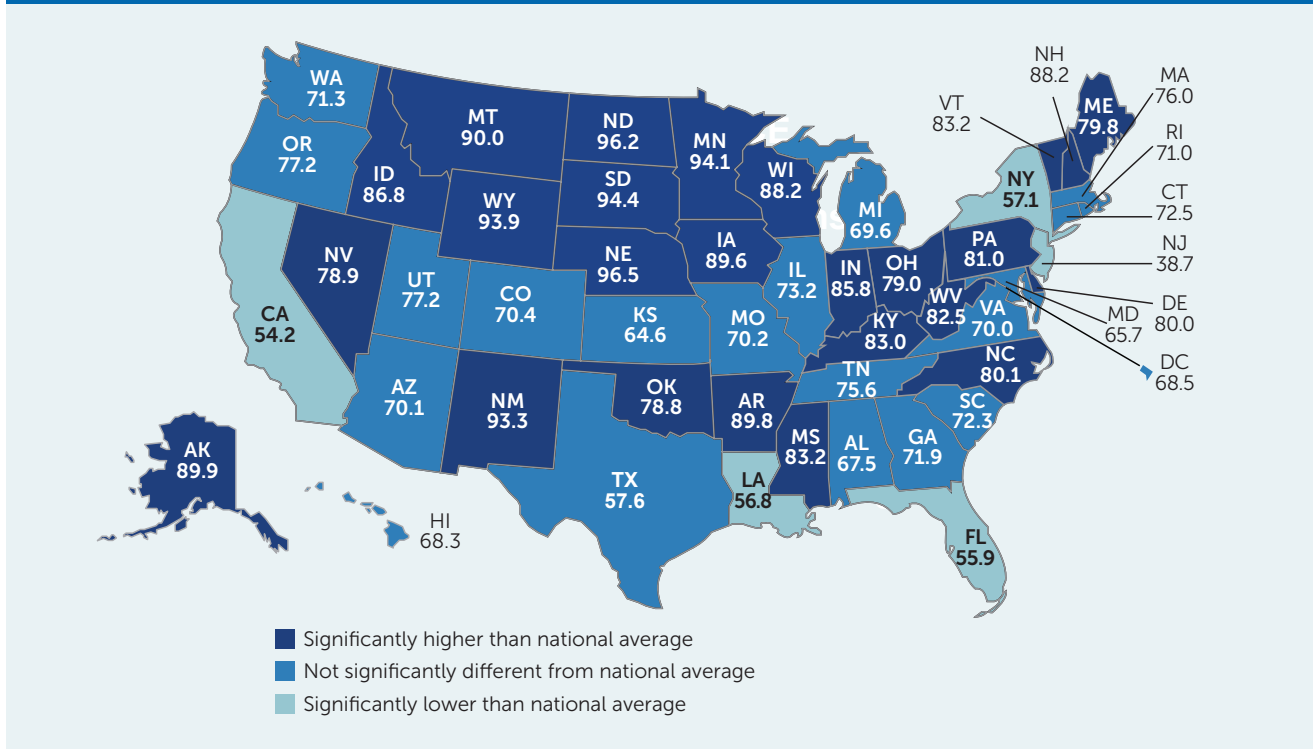 WA
71.3
OR
77.2
CA
54.2
NV
78.9
ID
86.8
MT
90.0
WY
93.9
UT
77.2
CO
70.4
AZ
70.1
NM
93.3
ND
96.2
SD
94.4
NE
96.5
KS
64.6
OK
78.8
TX
57.6
MN
94.1
IA
89.6
MO
70.2
AR
89.8
LA
56.8
WI
88.2
IL
73.2
MI
69.6
IN
85.8
OH
79.0
KY
83.0
TN
75.6
MS
83.2
AL
67.5
GA
71.9
FL
55.9
SC
72.3
NC
80.1
VA
70.0
WV
82.5
PA
81.0
NY
57.1
VT
83.2
NH
88.2
ME
79.8
MA
76.0
RI
71.0
CT
72.5
NJ
38.7
DE
80.0
MD
65.7
DC
68.5
AK
89.9
HI
68.3
Significantly higher than national average
Not significantly different from national average
Significantly lower than national average